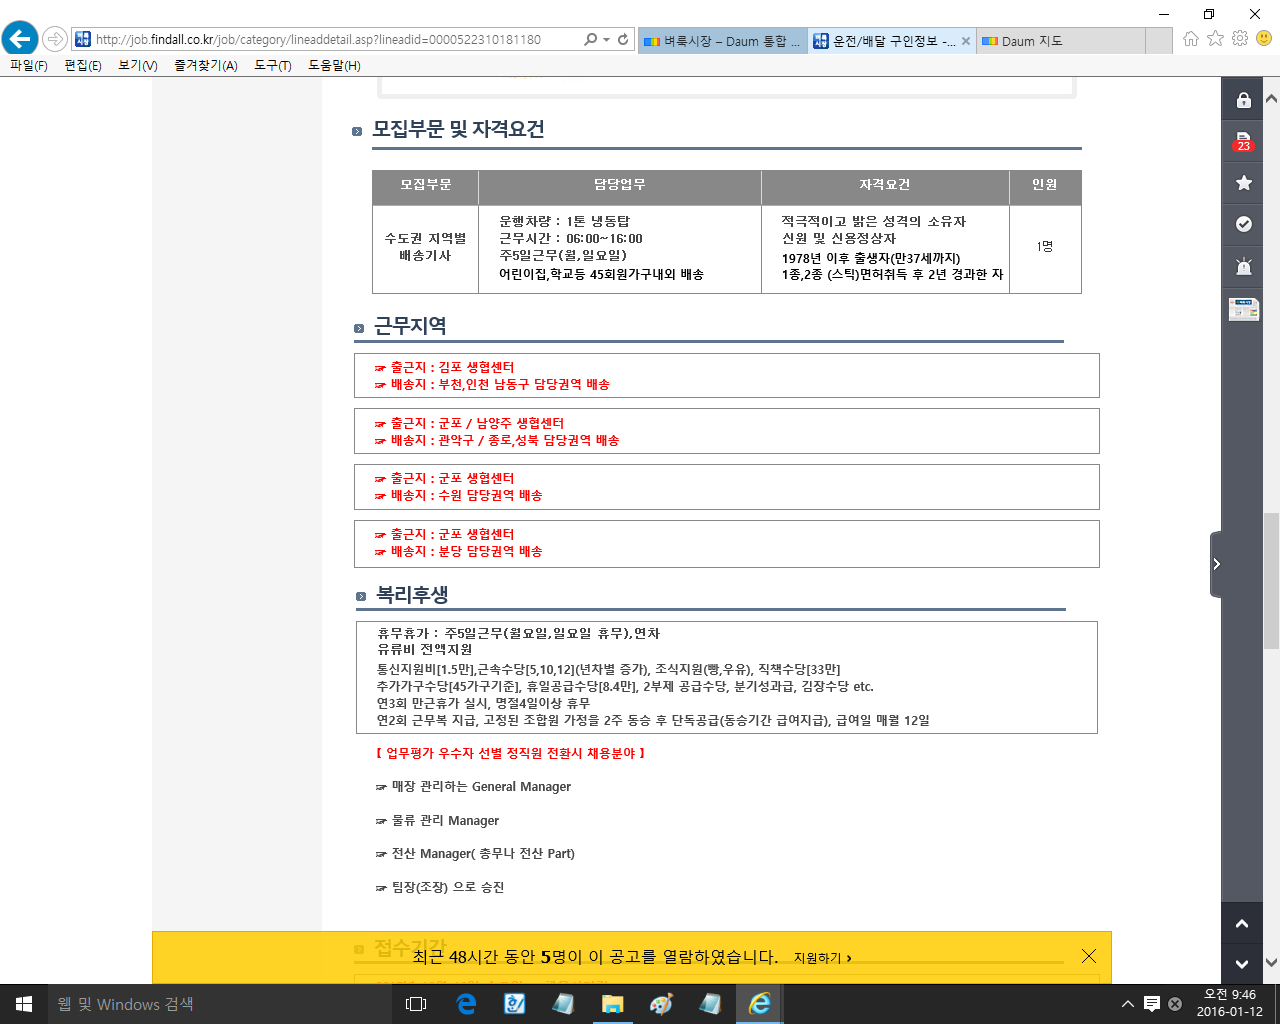 http://job.findall.co.kr/job/category/lineaddetail.asp?lineadid=0000522310181180
벼룩시장 – Daum 통합 ...
운전/배달 구인정보 -...
Daum 지도
파일(F) 편집(E) 보기(V) 즐겨찾기(A) 도구(T) 도움말(H)
23
모집부문 및 자격요건
모집부문 담당업무 자격요건 인원
수도권 지역별
배송기사
운행차량 : 1톤 냉동탑
근무시간 : 06:00~16:00
주5일근무(월,일요일)
어린이집,학교등 45회원가구내외 배송
적극적이고 밝은 성격의 소유자
신원 및 신용정상자
1978년 이후 출생자(만37세까지)
1종,2종 (스틱)면허취득 후 2년 경과한 자
1명
근무지역
☞ 출근지 : 김포 생협센터
☞ 배송지 : 부천,인천 남동구 담당권역 배송
☞ 출근지 : 군포 / 남양주 생협센터
☞ 배송지 : 관악구 / 종로,성북 담당권역 배송
☞ 출근지 : 군포 생협센터
☞ 배송지 : 수원 담당권역 배송
☞ 출근지 : 군포 생협센터
☞ 배송지 : 분당 담당권역 배송
복리후생
휴무휴가 : 주5일근무(월요일,일요일 휴무),연차
유류비 전액지원
통신지원비[1.5만],근속수당[5,10,12](년차별 증가), 조식지원(빵,우유), 직책수당[33만]
추가가구수당[45가구기준], 휴일공급수당[8.4만], 2부제 공급수당, 분기성과급, 김장수당 etc.
연3회 만근휴가 실시, 명절4일이상 휴무
연2회 근무복 지급, 고정된 조합원 가정을 2주 동승 후 단독공급(동승기간 급여지급), 급여일 매월 12일
【 업무평가 우수자 선별 정직원 전환시 채용분야 】
☞ 매장 관리하는 General Manager
☞ 물류 관리 Manager
☞ 전산 Manager( 총무나 전산 Part)
☞ 팀장(조장) 으로 승진
접수기간
최근 48시간 동안 5명이 이 공고를 열람하였습니다. 지원하기 ›
웹 및 Windows 검색
오전 9:46
2016-01-12